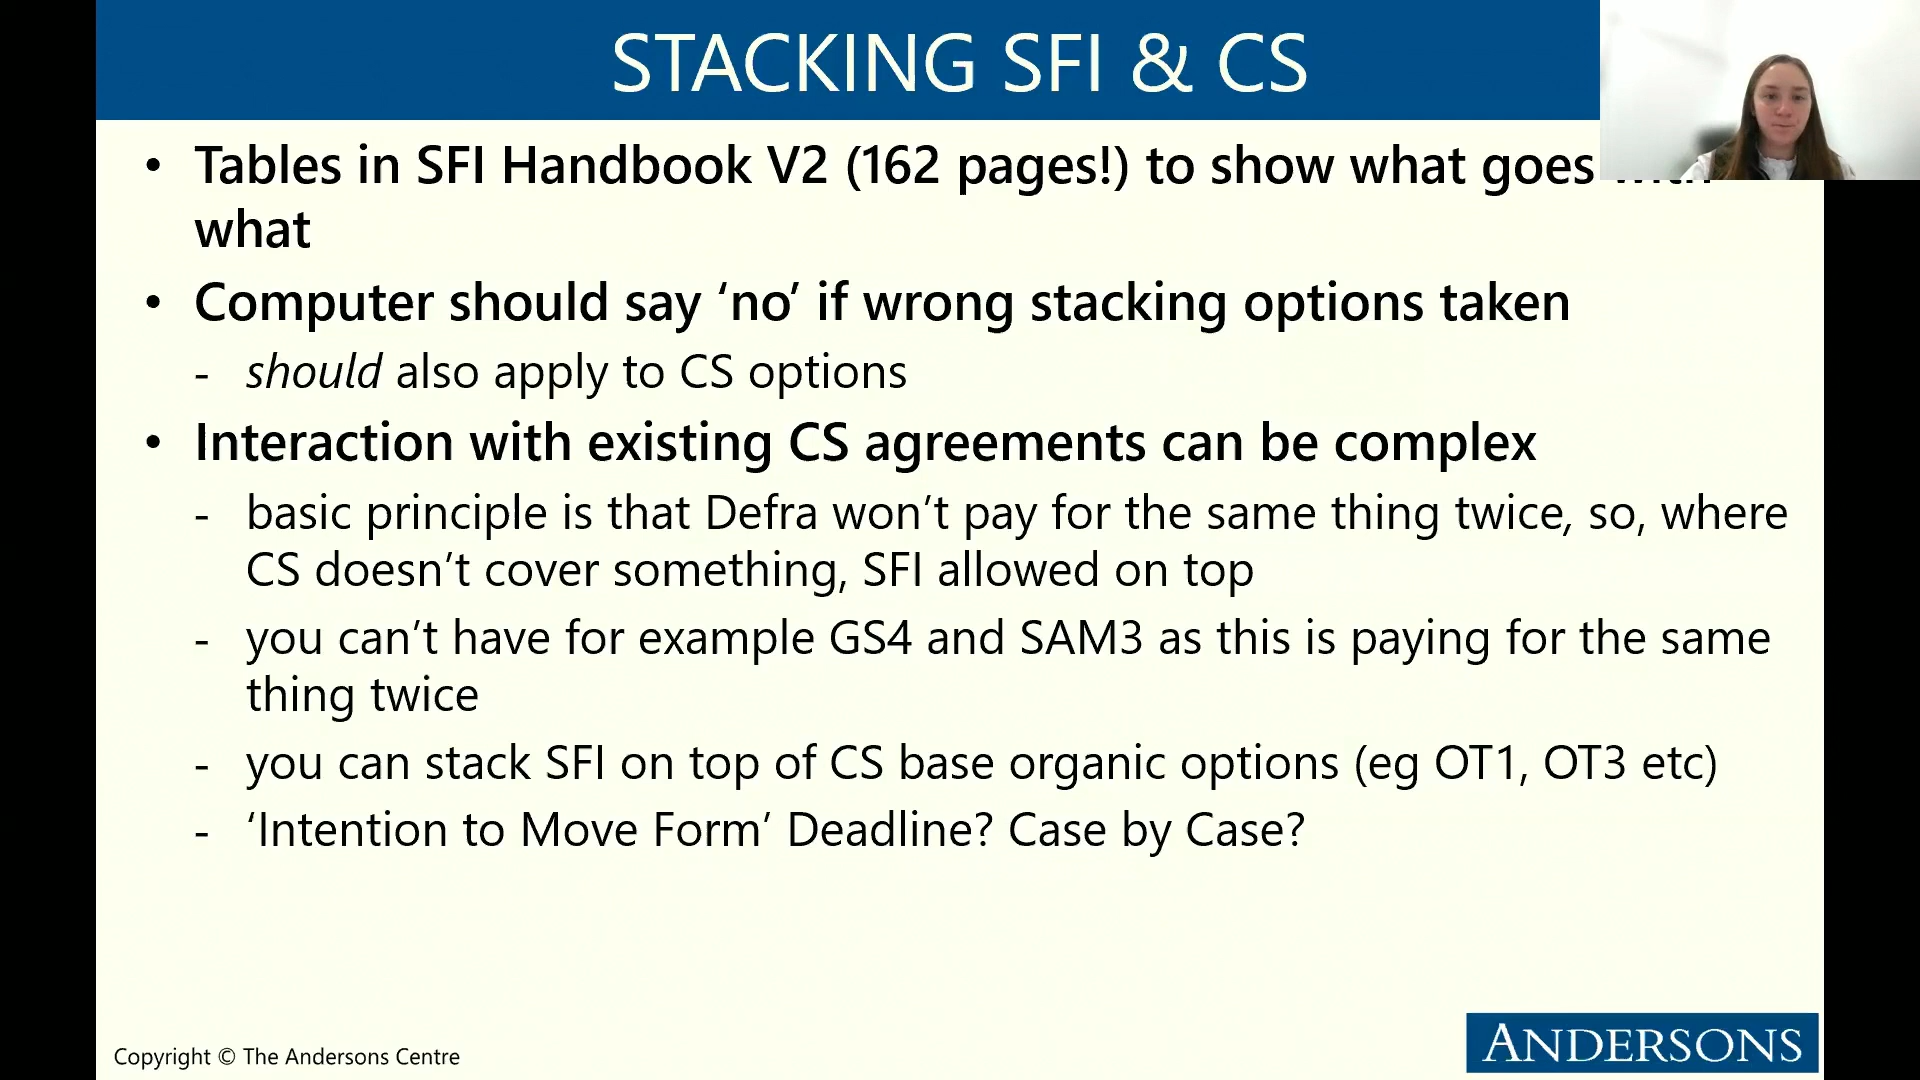 STACKING SFI & CS
• Tables in SFI Handbook V2 (162 pages!) to show what goes
what
• Computer should say ‘no’ if wrong stacking options taken
- should also apply to CS options
• Interaction with existing CS agreements can be complex
- basic principle is that Defra won’t pay for the same thing twice, so, where
CS doesn’t cover something, SFI allowed on top
- you can’t have for example GS4 and SAM3 as this is paying for the same
thing twice
- you can stack SFI on top of CS base organic options (eg OT1, OT3 etc)
- ‘Intention to Move Form’ Deadline? Case by Case?
Copyright © The Andersons Centre
ANDERSONS